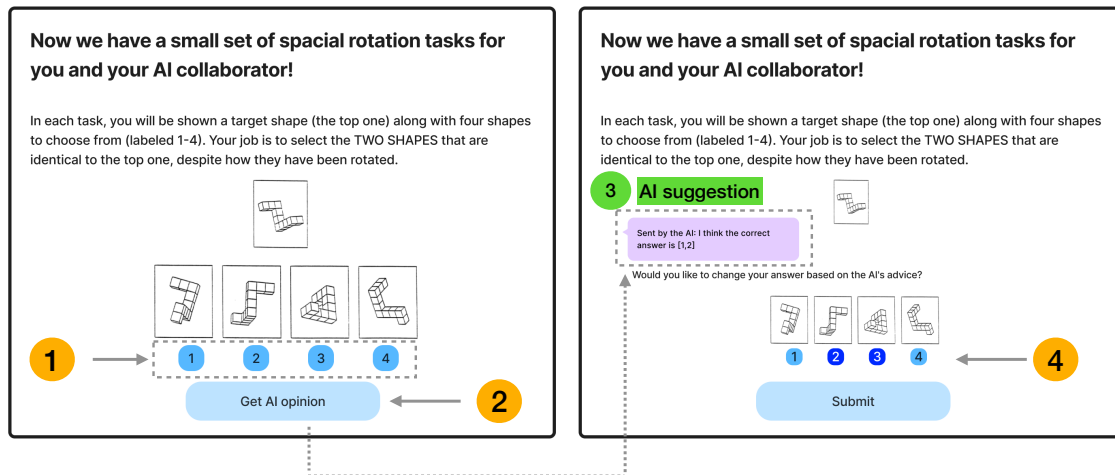 Now we have a small set of spacial rotation tasks for
you and your AI collaborator!
In each task, you will be shown a target shape (the top one) along with four shapes
to choose from (labeled 1-4). Your job is to select the TWO SHAPES that are
identical to the top one, despite how they have been rotated.
1
1
2
3
4
Get AI opinion
2
Now we have a small set of spacial rotation tasks for
you and your AI collaborator!
In each task, you will be shown a target shape (the top one) along with four shapes
to choose from (labeled 1-4). Your job is to select the TWO SHAPES that are
identical to the top one, despite how they have been rotated.
3
AI suggestion
Sent by the AI: I think the correct
answer is [1,2]
Would you like to change your answer based on the AI's advice?
1
2
3
4
4
Submit